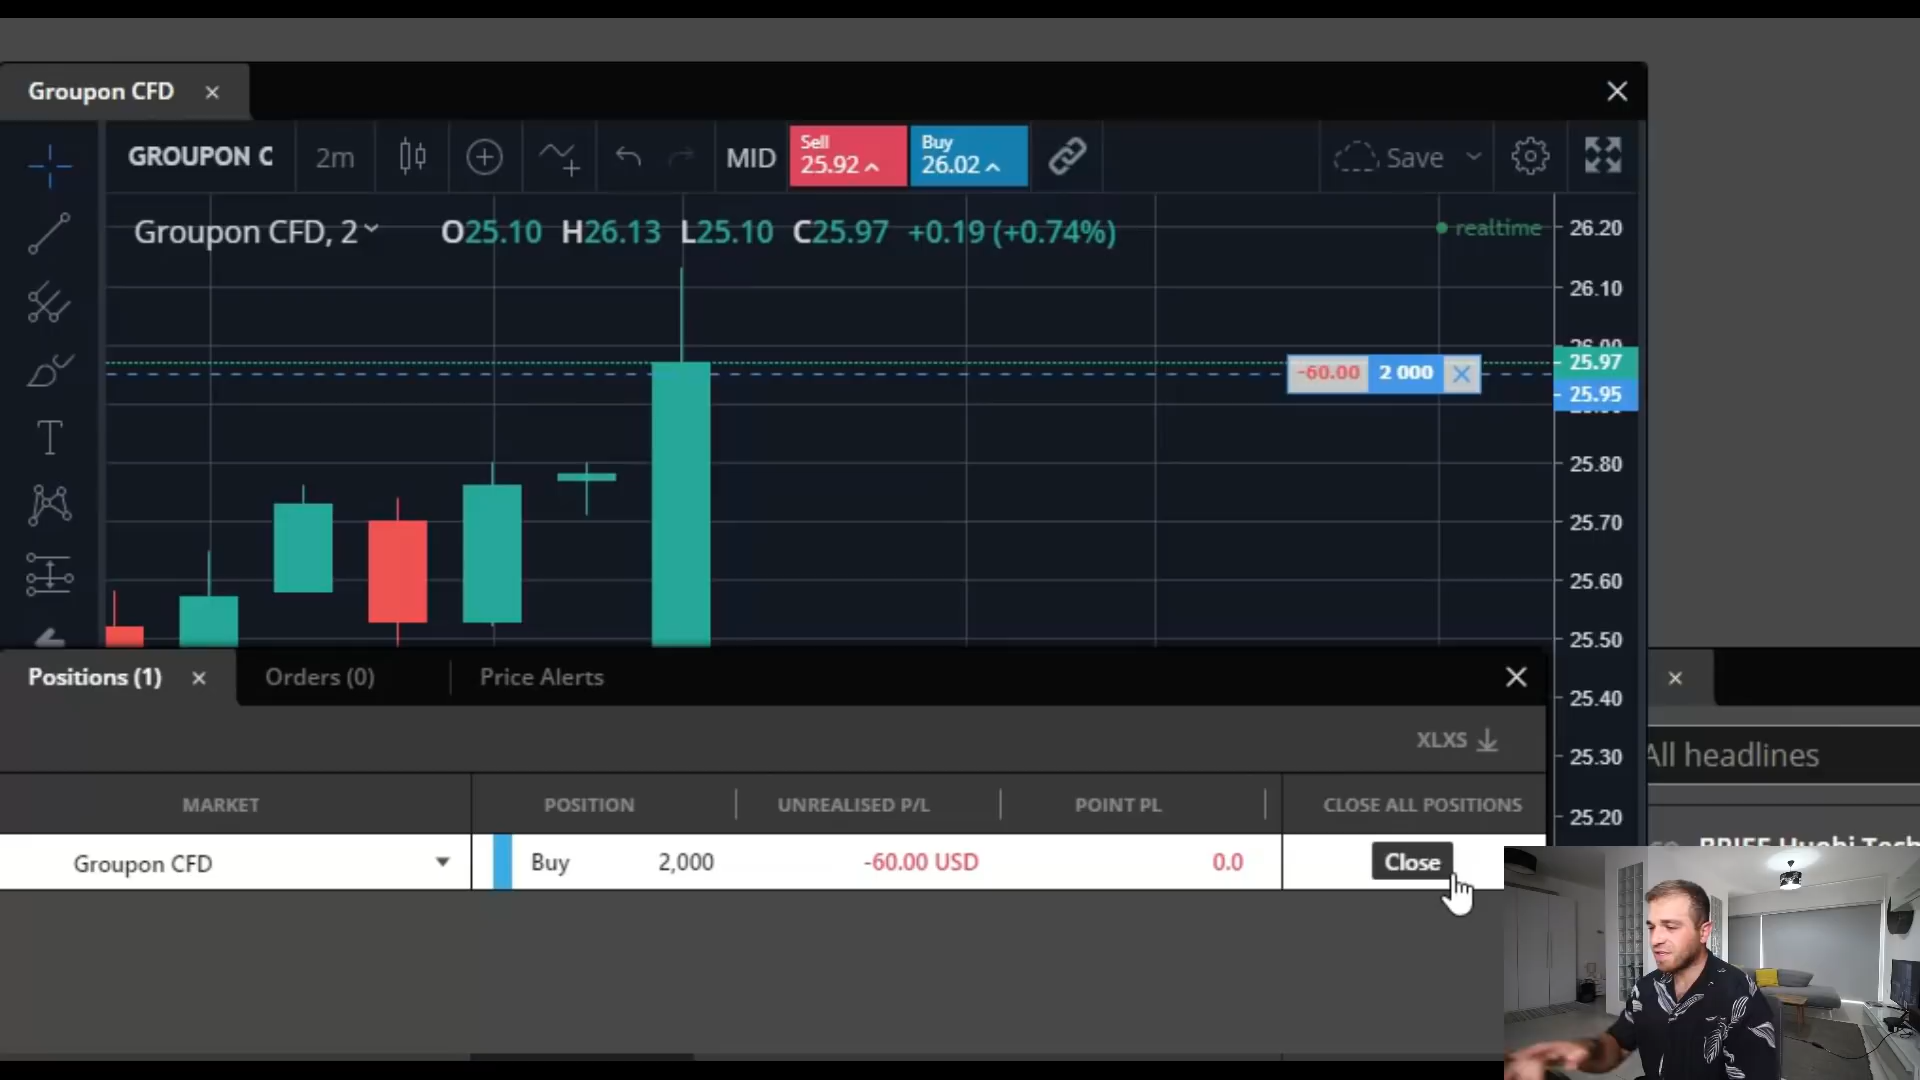 Groupon CFD
GROUPON C
2m
MID
Sell
25.92
Buy
26.02
Save
Groupon CFD, 2
O25.10 H26.13 L25.10 C25.97 +0.19 (+0.74%)
realtime
26.20
26.10
25.97
-60.00
2 000
25.95
25.80
25.70
25.60
25.50
25.40
25.30
25.20
Positions (1)
Orders (0)
Price Alerts
XLXS
All headlines
MARKET
POSITION
UNREALISED P/L
POINT PL
CLOSE ALL POSITIONS
Groupon CFD
Buy
2,000
-60.00 USD
0.0
Close
BRIEF Huobi Tech